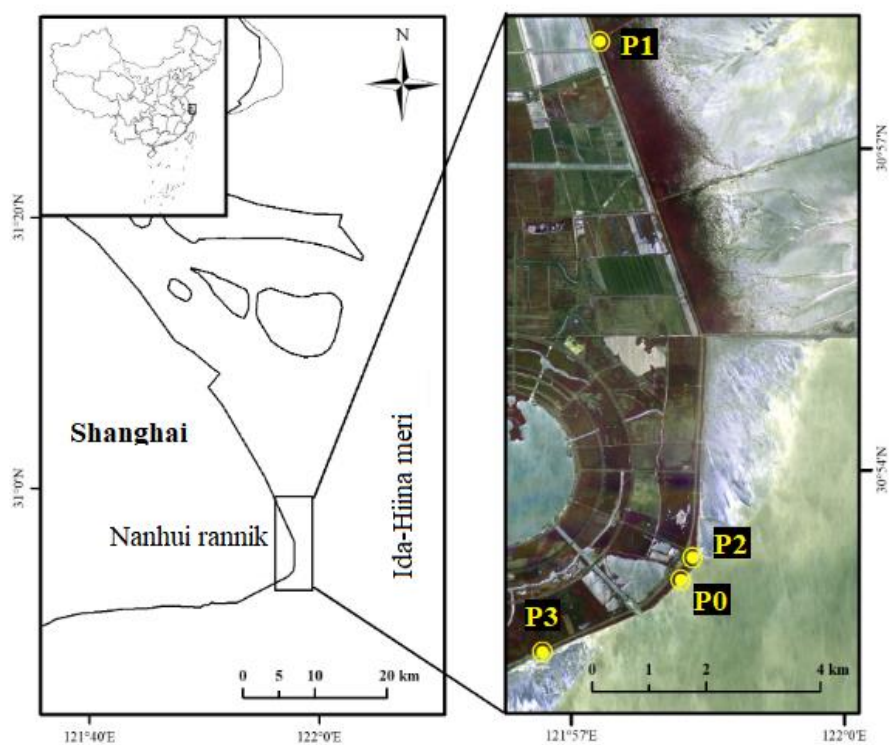 N
31°20'N
31°0'N
Shanghai
Nanhui rannik
Ida-Hiina meri
0 5 10 20 km
121°40'E
122°0'E
P1
P2
P0
P3
30°57'N
30°54'N
0 1 2 4 km
121°57'E
122°0'E